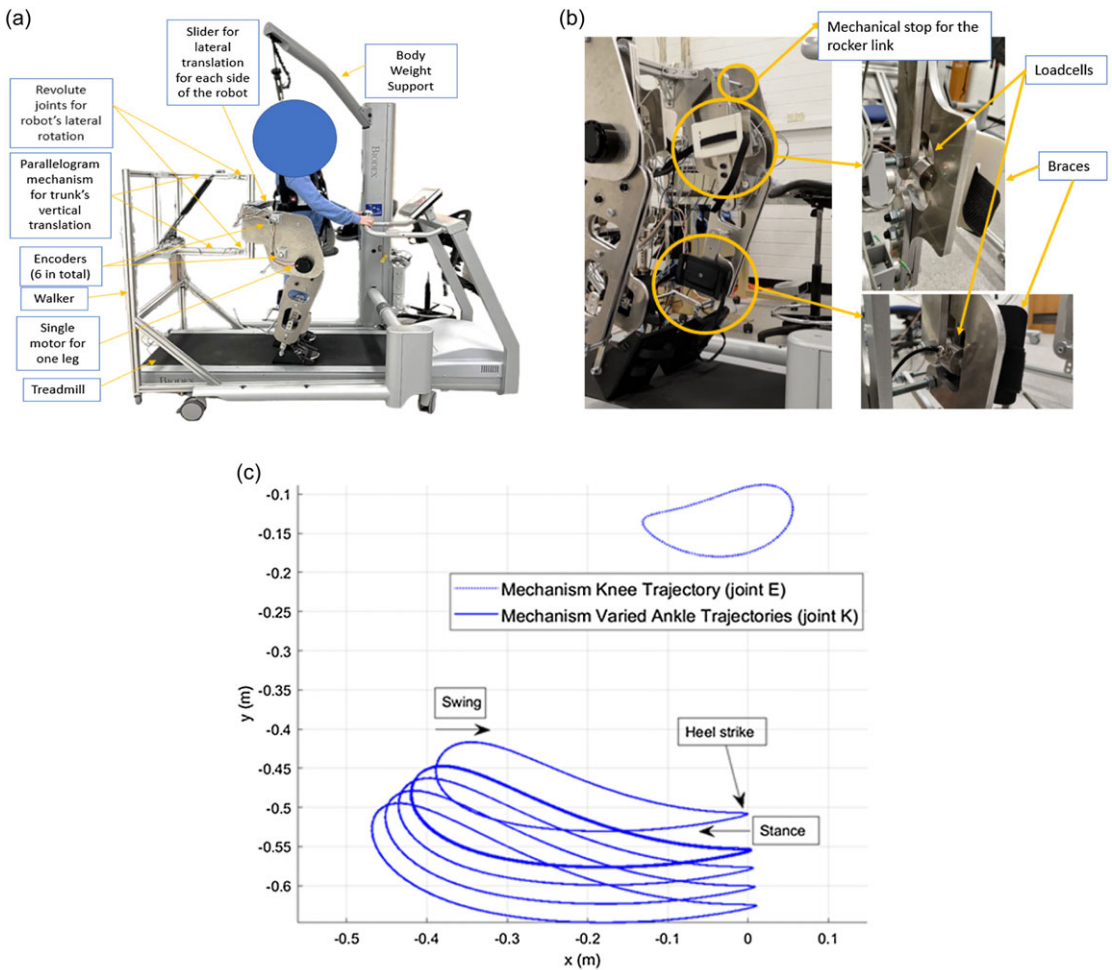 (a)
Slider for
lateral
translation
for each side
of the robot
Body
Weight
Support
Revolute
joints for
robot's lateral
rotation
Parallelogram
mechanism
for trunk's
vertical
translation
Encoders
(6 in total)
Walker
Single
motor for
one leg
Treadmill
BIODEX
BIODEX
(b)
Mechanical stop for the
rocker link
Loadcells
Braces
(c)
-0.1
-0.15
-0.2
-0.25
-0.3
-0.35
-0.4
-0.45
-0.5
-0.55
-0.6
y (m)
Mechanism Knee Trajectory (joint E)
Mechanism Varied Ankle Trajectories (joint K)
Swing
Heel strike
Stance
-0.5
-0.4
-0.3
-0.2
-0.1
0
0.1
x (m)